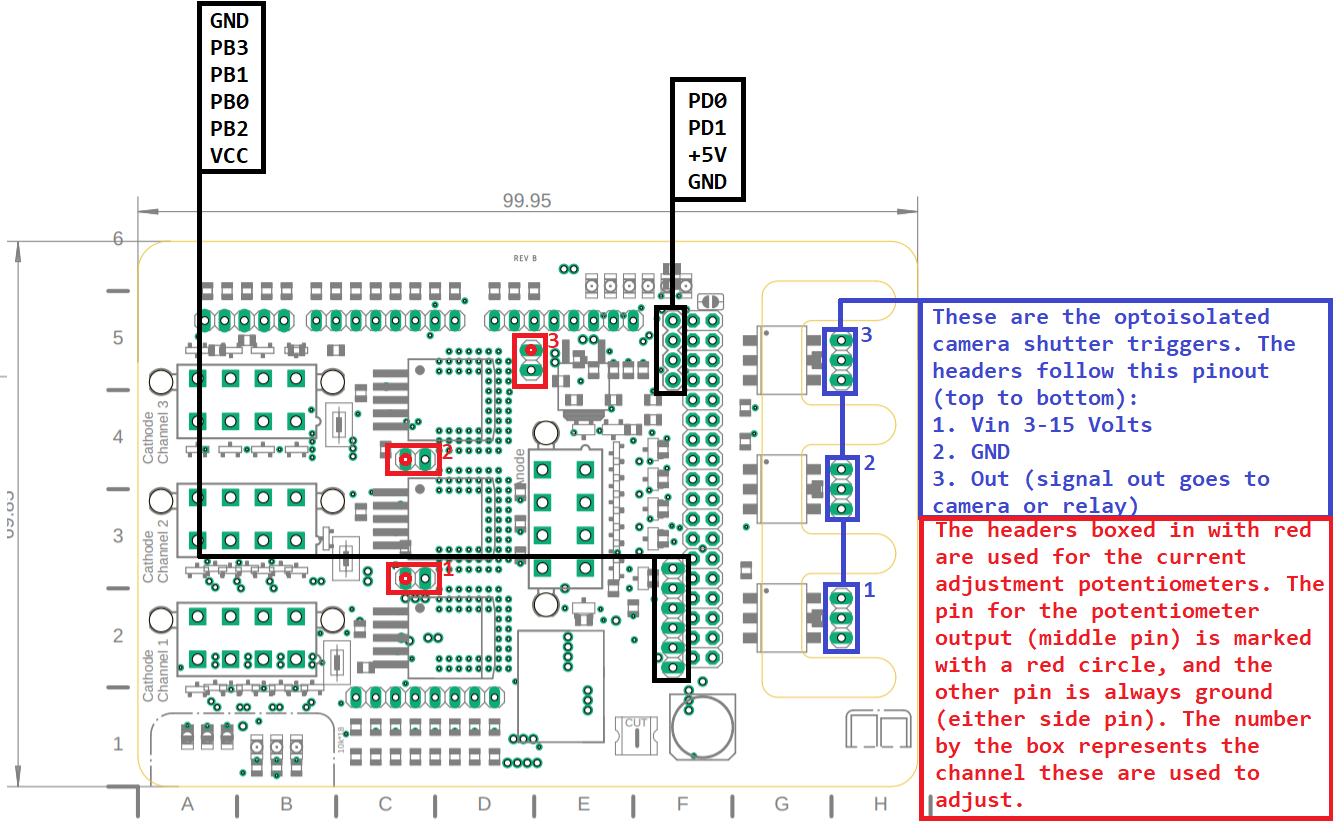 GND
PB3
PB1
PB0
PB2
VCC
PD0
PD1
+5V
GND
99.95
6
REV B
5
3
3
These are the optoisolated
camera shutter triggers. The
headers follow this pinout
(top to bottom):
1. Vin 3-15 Volts
2. GND
3. Out (signal out goes to
camera or relay)
Cathode
Channel 3
4
2
2
Cathode
Channel 2
3
1
1
The headers boxed in with red
are used for the current
adjustment potentiometers. The
pin for the potentiometer
output (middle pin) is marked
with a red circle, and the
other pin is always ground
(either side pin). The number
by the box represents the
channel these are used to
adjust.
Cathode
Channel 1
2
1
CUT
A
B
C
D
E
F
G
H